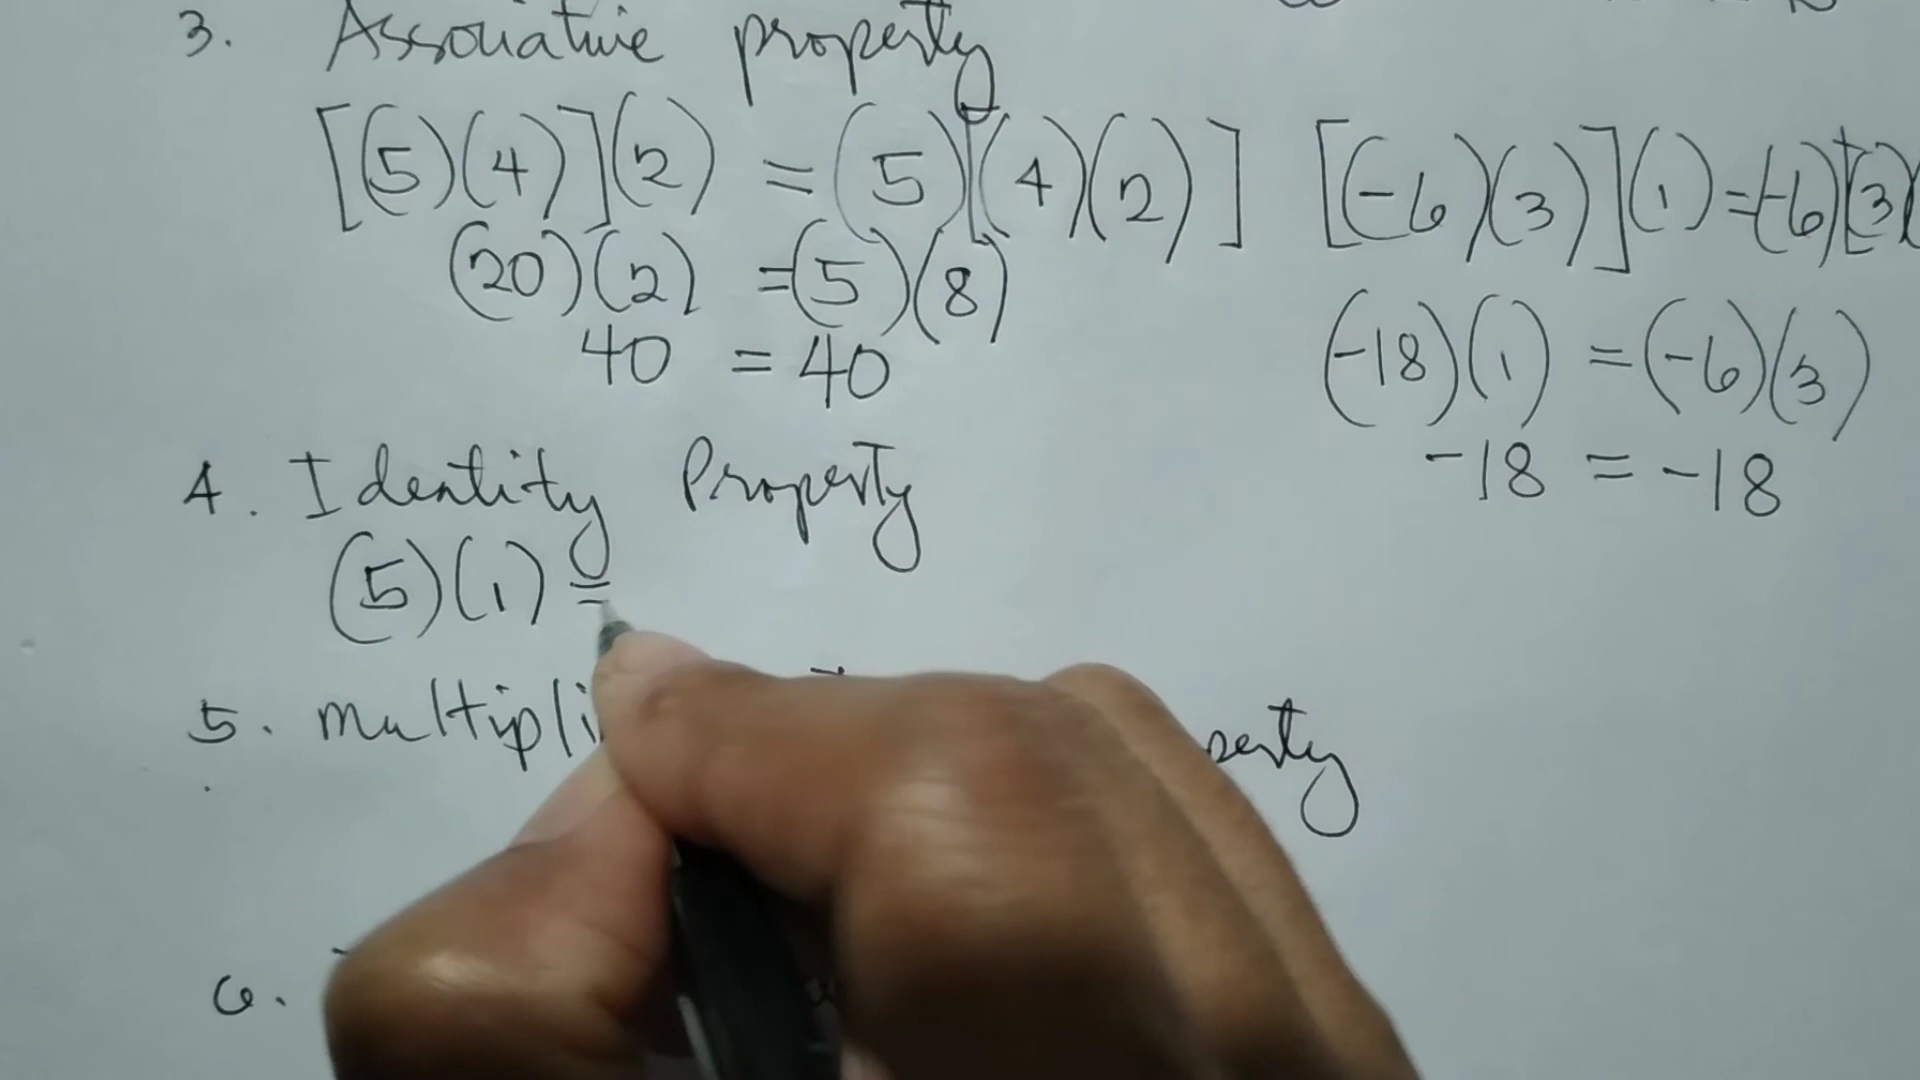 3. Associative property
[(5)(4)](2) = (5)[(4)(2)] [(-6)(3)](1)=(-6)[(3)(
(20)(2) =(5)(8)
(-18)(1) = (-6)(3)
40 = 40
-18 = -18
4. Identity Property
(5)(1) =
5. multipli perty
6.